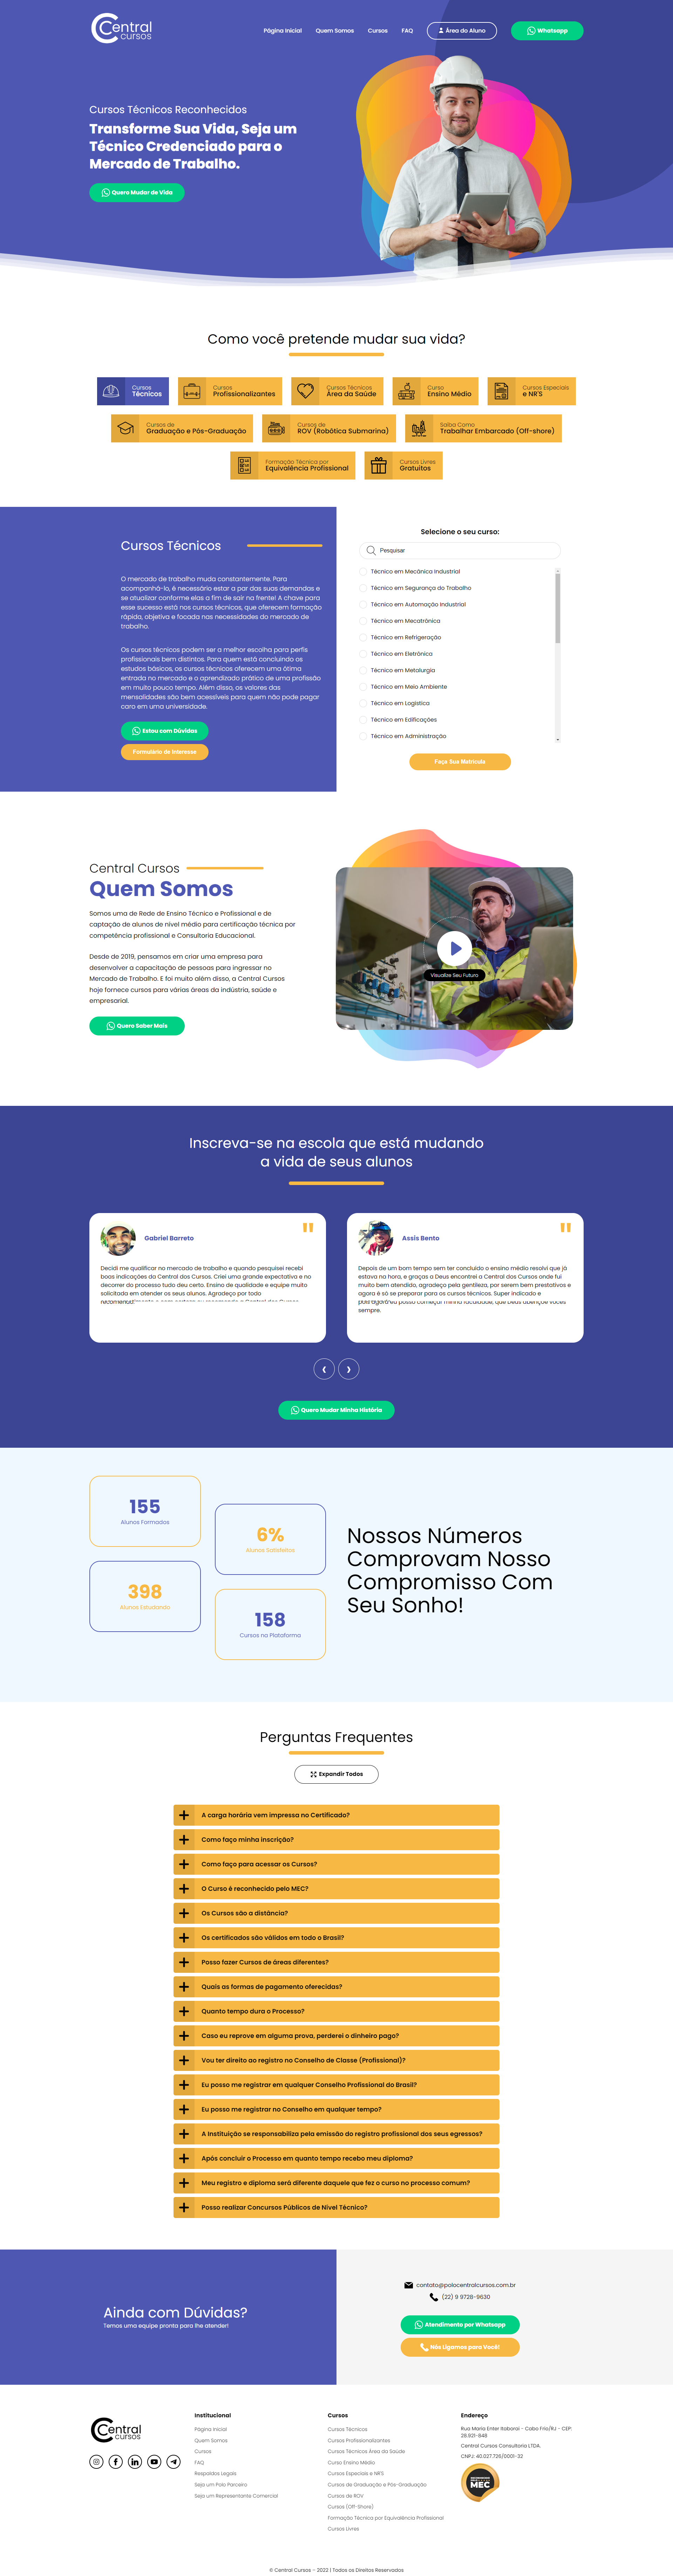 Central
cursos
Página Inicial
Quem Somos
Cursos
FAQ
Área do Aluno
Whatsapp
Cursos Técnicos Reconhecidos
Transforme Sua Vida, Seja um
Técnico Credenciado para o
Mercado de Trabalho.
Quero Mudar de Vida
Como você pretende mudar sua vida?
Cursos
Técnicos
Cursos
Profissionalizantes
Cursos Técnicos
Área da Saúde
Curso
Ensino Médio
Cursos Especiais
e NR'S
Cursos de
Graduação e Pós-Graduação
Cursos de
ROV (Robótica Submarina)
Saiba Como
Trabalhar Embarcado (Off-shore)
Formação Técnica por
Equivalência Profissional
Cursos Livres
Gratuitos
Cursos Técnicos
O mercado de trabalho muda constantemente. Para
acompanhá-lo, é necessário estar a par das suas demandas e
se atualizar conforme elas a fim de sair na frente! A chave para
esse sucesso está nos cursos técnicos, que oferecem formação
rápida, objetiva e focada nas necessidades do mercado de
trabalho.
Os cursos técnicos podem ser a melhor escolha para perfis
profissionais bem distintos. Para quem está concluindo os
estudos básicos, os cursos técnicos oferecem uma ótima
entrada no mercado e o aprendizado prático de uma profissão
em muito pouco tempo. Além disso, os valores das
mensalidades são bem acessíveis para quem não pode pagar
caro em uma universidade.
Estou com Dúvidas
Formulário de Interesse
Selecione o seu curso:
Pesquisar
Técnico em Mecânica Industrial
Técnico em Segurança do Trabalho
Técnico em Automação Industrial
Técnico em Mecatrônica
Técnico em Refrigeração
Técnico em Eletrônica
Técnico em Metalurgia
Técnico em Meio Ambiente
Técnico em Logística
Técnico em Edificações
Técnico em Administração
Faça Sua Matrícula
Central Cursos
Quem Somos
Somos uma de Rede de Ensino Técnico e Profissional e de
captação de alunos de nível médio para certificação técnica por
competência profissional e Consultoria Educacional.
Desde de 2019, pensamos em criar uma empresa para
desenvolver a capacitação de pessoas para ingressar no
Mercado de Trabalho. E foi muito além disso, a Central Cursos
hoje fornece cursos para várias áreas da indústria, saúde e
empresarial.
Quero Saber Mais
Visualize Seu Futuro
Inscreva-se na escola que está mudando
a vida de seus alunos
Gabriel Barreto
"
Decidi me qualificar no mercado de trabalho e quando pesquisei recebi
boas indicações da Central dos Cursos. Criei uma grande expectativa e no
decorrer do processo tudo deu certo. Ensino de qualidade e equipe muito
solicitada em atender os seus alunos. Agradeço por todo
Assis Bento
"
Depois de um bom tempo sem ter concluído o ensino médio resolvi que já
estava na hora, e graças a Deus encontrei a Central dos Cursos onde fui
muito bem atendido, agradeço pela gentileza, por serem bem prestativos e
agora é só se preparar para os cursos técnicos. Super indicado e
sempre.
‹
›
Quero Mudar Minha História
155
Alunos Formados
6%
Alunos Satisfeitos
398
Alunos Estudando
158
Cursos na Plataforma
Nossos Números
Comprovam Nosso
Compromisso Com
Seu Sonho!
Perguntas Frequentes
Expandir Todos
A carga horária vem impressa no Certificado?
Como faço minha inscrição?
Como faço para acessar os Cursos?
O Curso é reconhecido pelo MEC?
Os Cursos são a distância?
Os certificados são válidos em todo o Brasil?
Posso fazer Cursos de áreas diferentes?
Quais as formas de pagamento oferecidas?
Quanto tempo dura o Processo?
Caso eu reprove em alguma prova, perderei o dinheiro pago?
Vou ter direito ao registro no Conselho de Classe (Profissional)?
Eu posso me registrar em qualquer Conselho Profissional do Brasil?
Eu posso me registrar no Conselho em qualquer tempo?
A Instituição se responsabiliza pela emissão do registro profissional dos seus egressos?
Após concluir o Processo em quanto tempo recebo meu diploma?
Meu registro e diploma será diferente daquele que fez o curso no processo comum?
Posso realizar Concursos Públicos de Nível Técnico?
Ainda com Dúvidas?
Temos uma equipe pronta para lhe atender!
contato@polocentralcursos.com.br
(22) 9 9728-9630
Atendimento por Whatsapp
Nós Ligamos para Você!
Central
cursos
Institucional
Página Inicial
Quem Somos
Cursos
FAQ
Respaldos Legais
Seja um Polo Parceiro
Seja um Representante Comercial
Cursos
Cursos Técnicos
Cursos Profissionalizantes
Cursos Técnicos Área da Saúde
Curso Ensino Médio
Cursos Especiais e NR'S
Cursos de Graduação e Pós-Graduação
Cursos de ROV
Cursos (Off-Shore)
Formação Técnica por Equivalência Profissional
Cursos Livres
Endereço
Rua Maria Enter Itaboraí - Cabo Frio/RJ - CEP:
28.921-848
Central Cursos Consultoria LTDA.
CNPJ: 40.027.726/0001-32
MEC
© Central Cursos – 2022 | Todos os Direitos Reservados